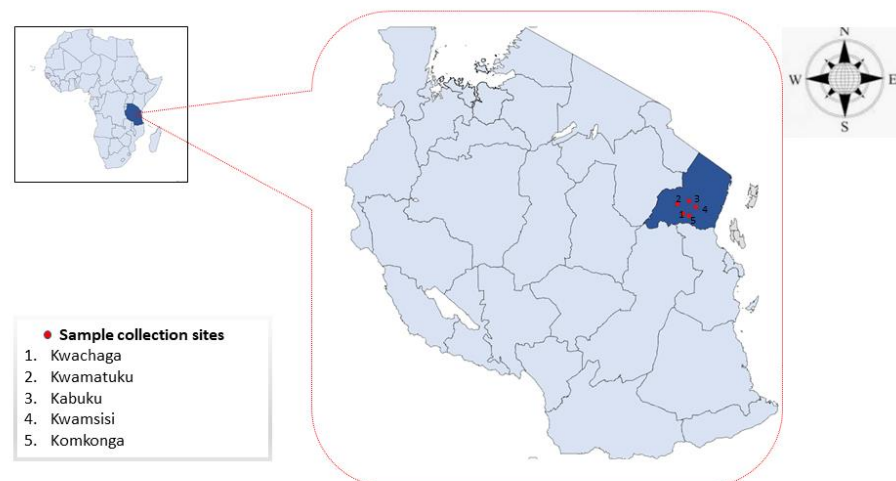 N
W E
S
2 3
4
1 5
Sample collection sites
1. Kwachaga
2. Kwamatuku
3. Kabuku
4. Kwamsisi
5. Komkonga